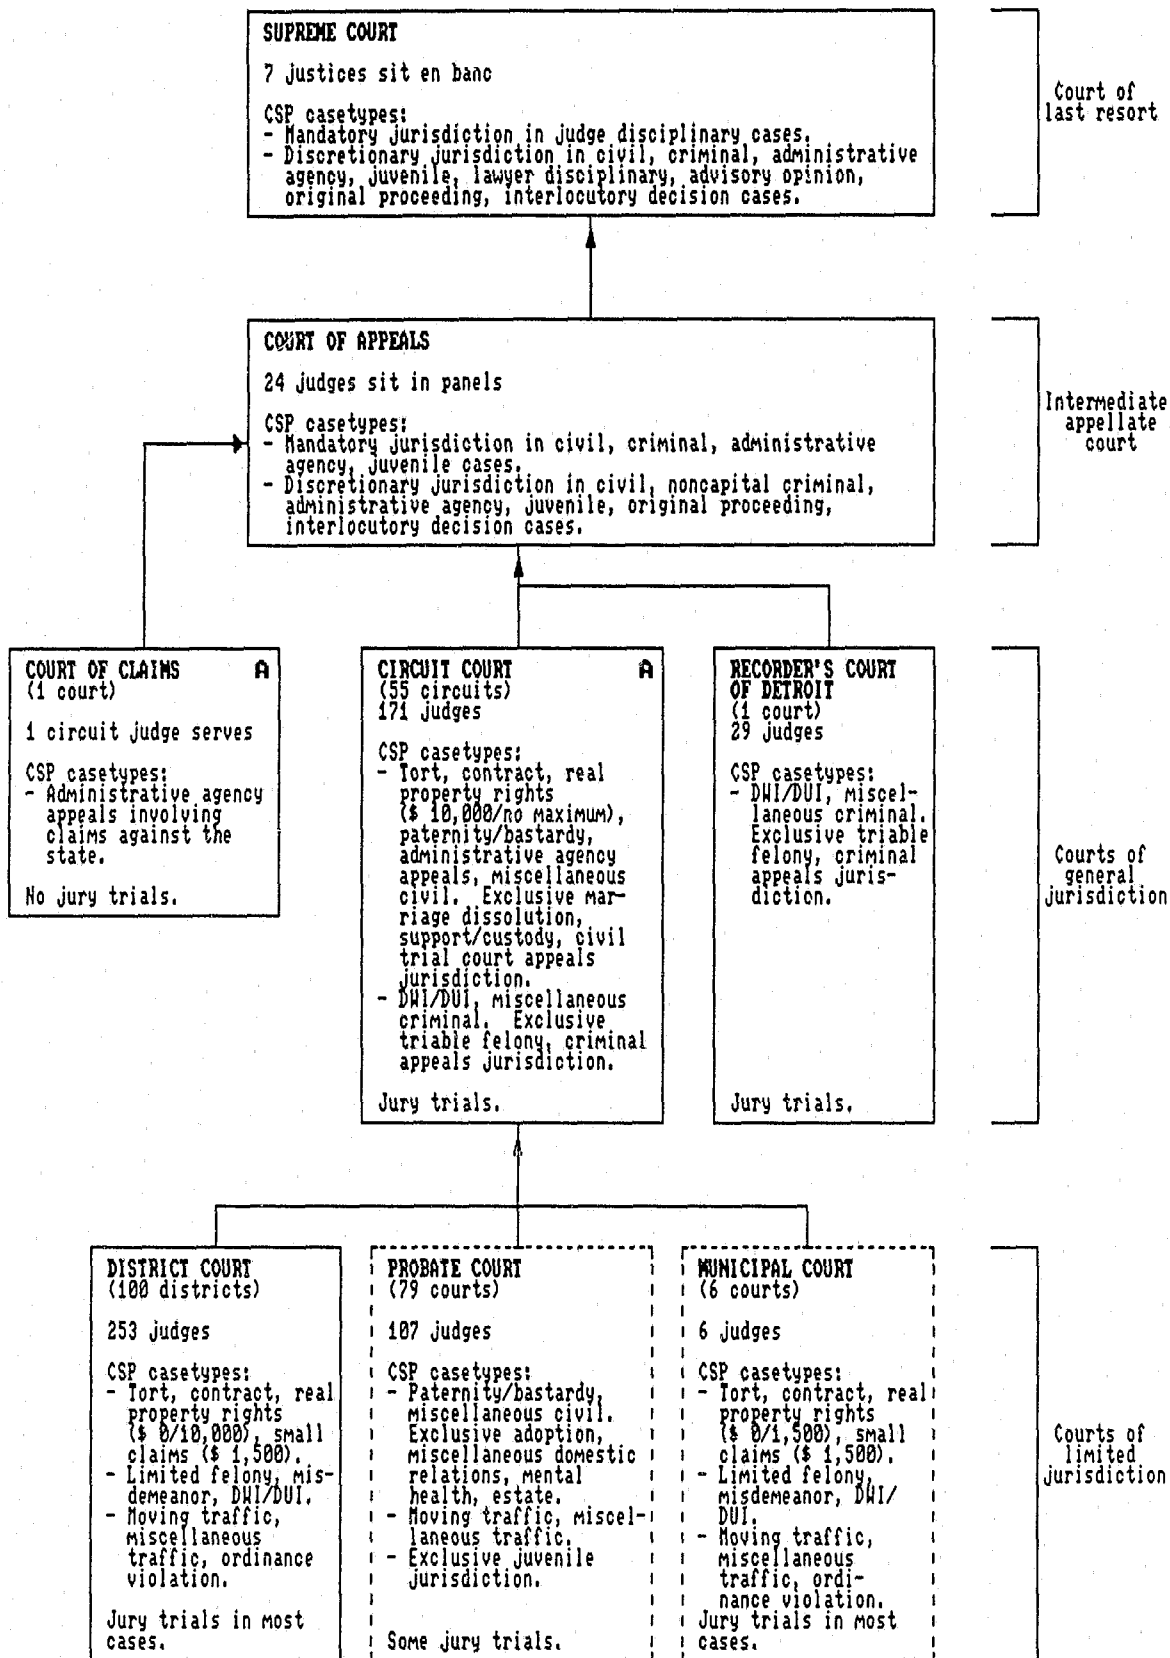 SUPREME COURT
7 justices sit en banc
CSP casetypes:
- Mandatory jurisdiction in judge disciplinary cases.
- Discretionary jurisdiction in civil, criminal, administrative
agency, juvenile, lawyer disciplinary, advisory opinion,
original proceeding, interlocutory decision cases.
Court of
last resort
COURT OF APPEALS
24 judges sit in panels
CSP casetypes:
- Mandatory jurisdiction in civil, criminal, administrative
agency, juvenile cases.
- Discretionary jurisdiction in civil, noncapital criminal,
administrative agency, juvenile, original proceeding,
interlocutory decision cases.
Intermediate
appellate
court
COURT OF CLAIMS A
(1 court)
1 circuit judge serves
CSP casetypes:
- Administrative agency
appeals involving
claims against the
state.
No jury trials.
CIRCUIT COURT A
(55 circuits)
171 judges
CSP casetypes:
- Tort, contract, real
property rights
($ 10,000/no maximum),
paternity/bastardy,
administrative agency
appeals, miscellaneous
civil. Exclusive mar-
riage dissolution,
support/custody, civil
trial court appeals
jurisdiction.
- DWI/DUI, miscellaneous
criminal. Exclusive
triable felony, criminal
appeals jurisdiction.
Jury trials.
RECORDER'S COURT
OF DETROIT
(1 court)
29 judges
CSP casetypes:
- DWI/DUI, miscel-
laneous criminal.
Exclusive triable
felony, criminal
appeals juris-
diction.
Jury trials.
Courts of
general
jurisdiction
DISTRICT COURT
(100 districts)
253 judges
CSP casetypes:
- Tort, contract, real
property rights
($ 0/10,000), small
claims ($ 1,500).
- Limited felony, mis-
demeanor, DWI/DUI.
- Moving traffic,
miscellaneous
traffic, ordinance
violation.
Jury trials in most
cases.
PROBATE COURT
(79 courts)
107 judges
CSP casetypes:
- Paternity/bastardy,
miscellaneous civil.
Exclusive adoption,
miscellaneous domestic
relations, mental
health, estate.
- Moving traffic, miscel-
laneous traffic.
- Exclusive juvenile
jurisdiction.
Some jury trials.
MUNICIPAL COURT
(6 courts)
6 judges
CSP casetypes:
- Tort, contract, real
property rights
($ 0/1,500), small
claims ($ 1,500).
- Limited felony,
misdemeanor, DWI/
DUI.
- Moving traffic,
miscellaneous
traffic, ordi-
nance violation.
Jury trials in most
cases.
Courts of
limited
jurisdiction